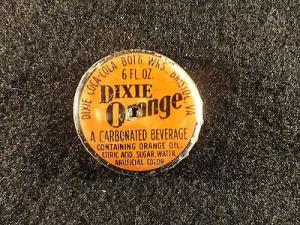 DIXIE COCA-COLA BOT'G. WKS., BRISTOL, VA.
6 FL. OZ.
DIXIE
Orange
A CARBONATED BEVERAGE
CONTAINING ORANGE OIL,
CITRIC ACID, SUGAR, WATER,
ARTIFICIAL COLOR